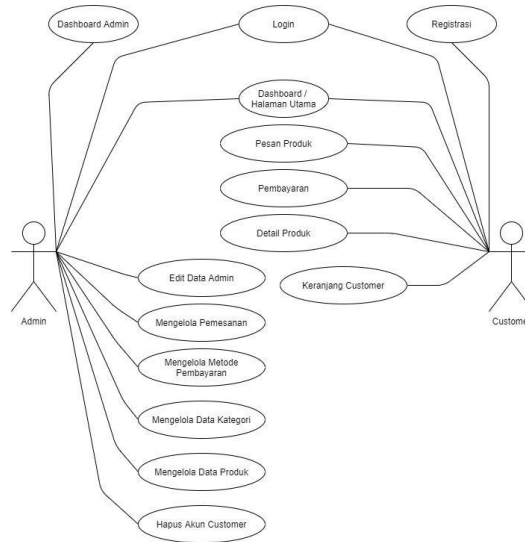 Dashboard Admin
Login
Registrasi
Dashboard /
Halaman Utama
Pesan Produk
Pembayaran
Detail Produk
Edit Data Admin
Keranjang Customer
Admin
Custome
Mengelola Pemesanan
Mengelola Metode
Pembayaran
Mengelola Data Kategori
Mengelola Data Produk
Hapus Akun Customer